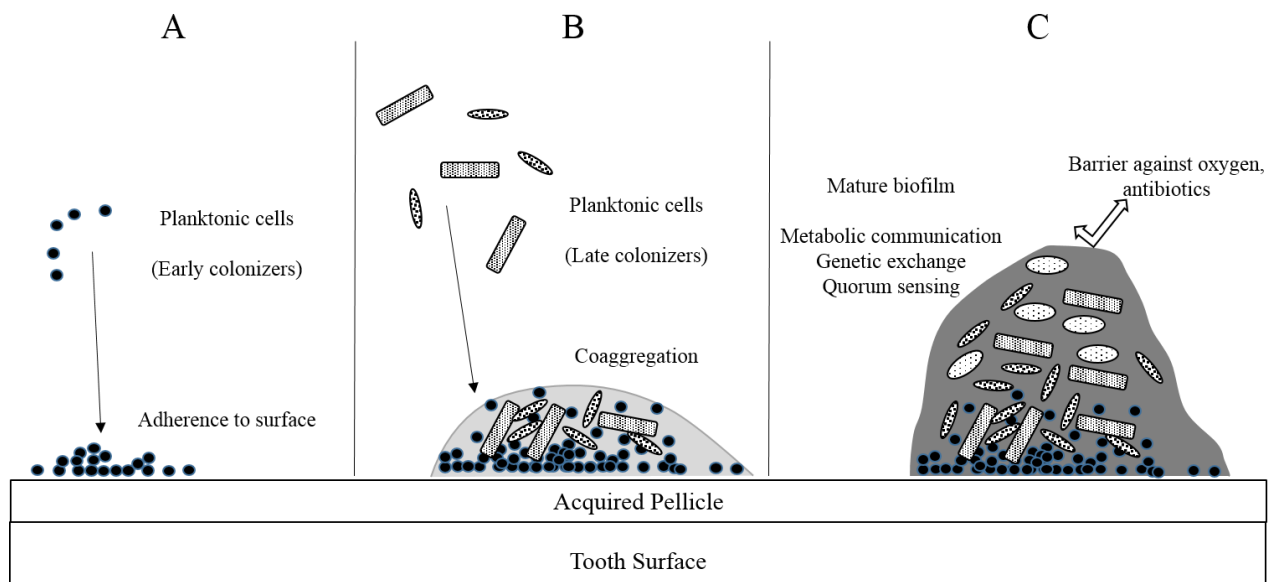 A
B
C
Planktonic cells
(Early colonizers)
Adherence to surface
Planktonic cells
(Late colonizers)
Coaggregation
Mature biofilm
Metabolic communication
Genetic exchange
Quorum sensing
Barrier against oxygen,
antibiotics
Acquired Pellicle
Tooth Surface